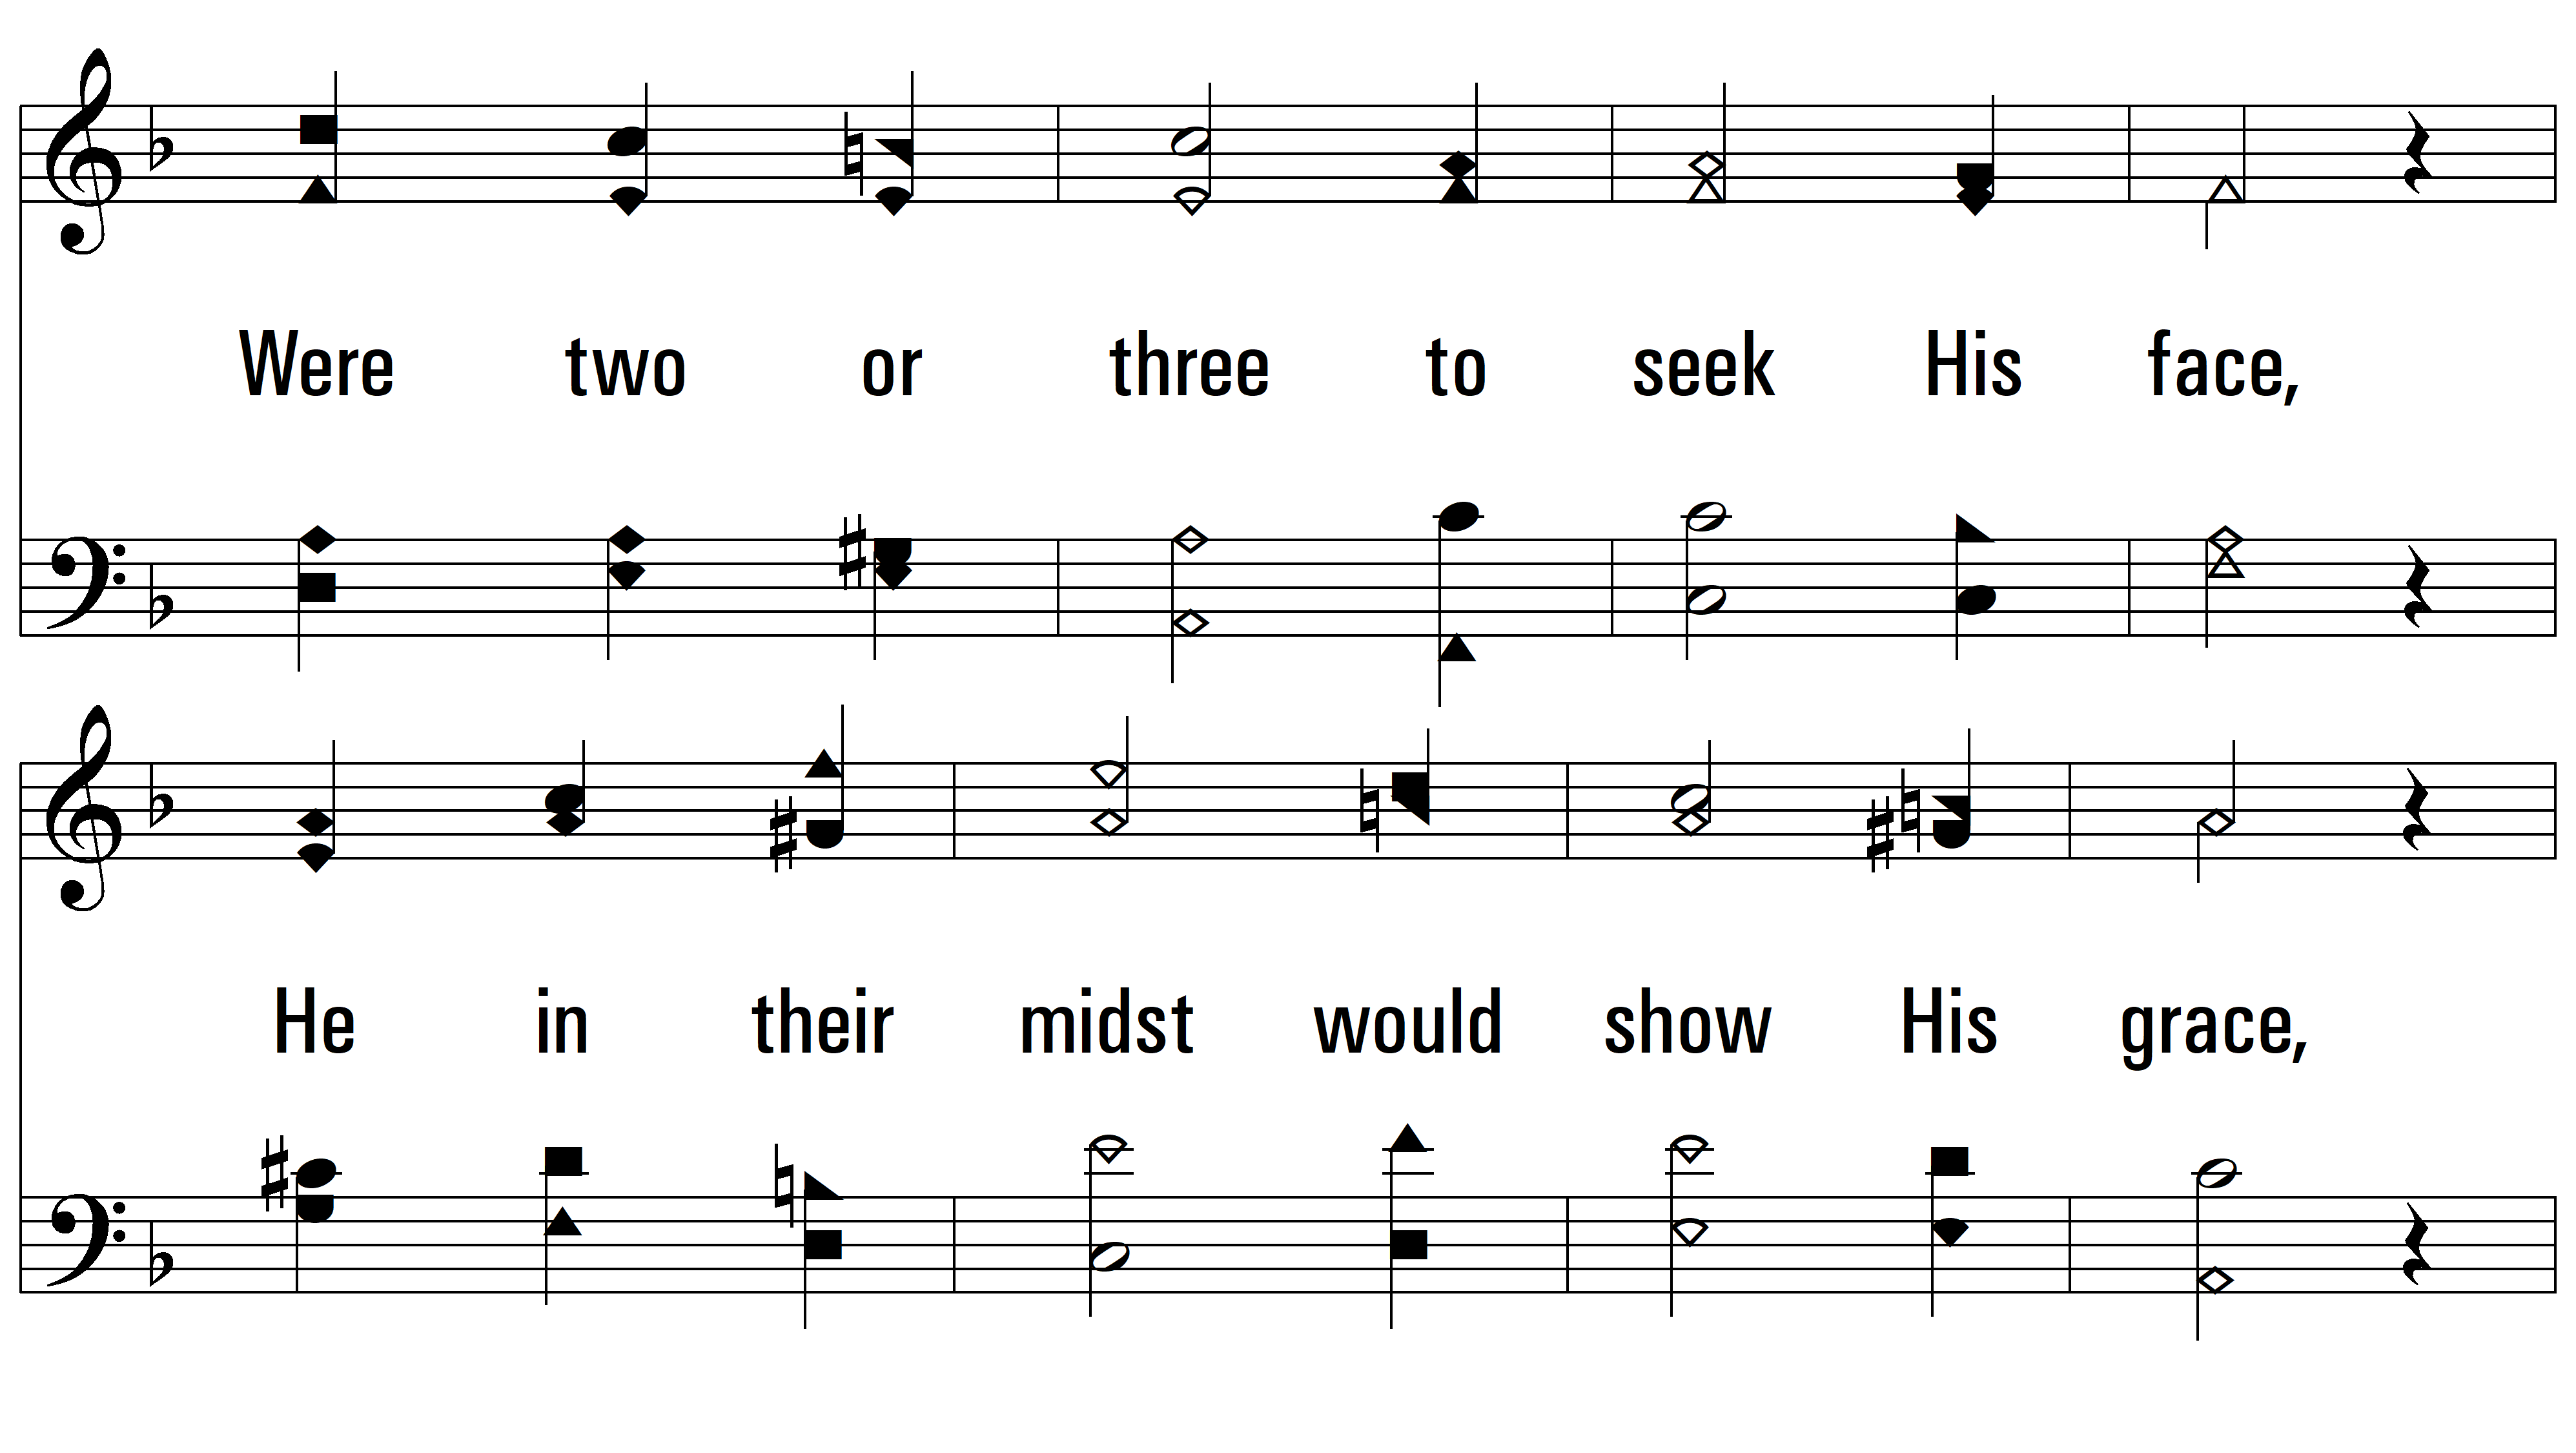 Were two or three to seek His face,
He in their midst would show His grace,